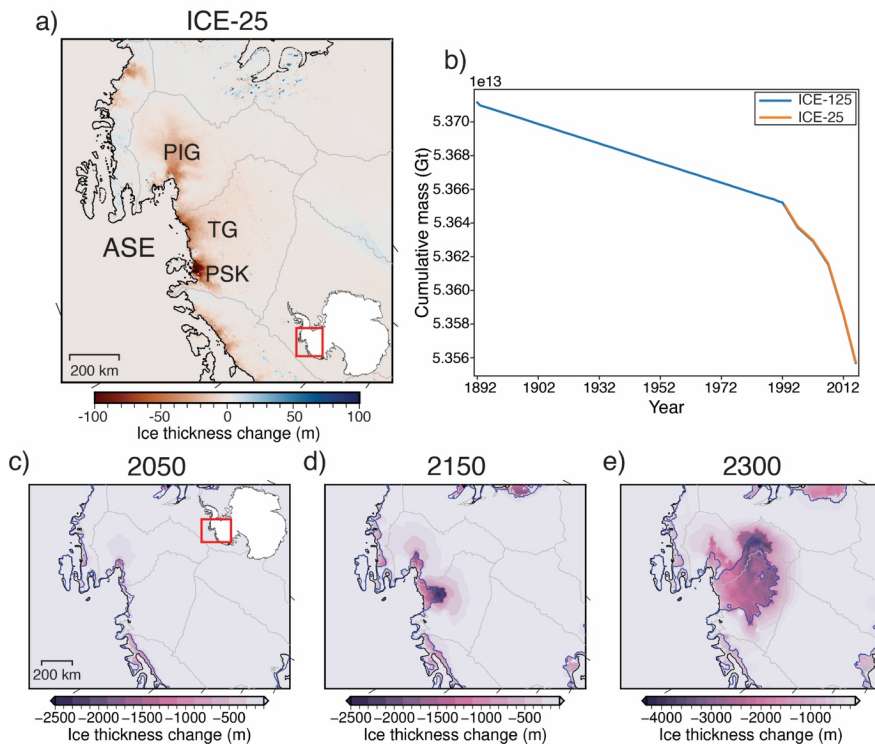 a)
ICE-25
PIG
TG
ASE
PSK
200 km
-100
-50
0
50
100
Ice thickness change (m)
b)
1e13
ICE-125
ICE-25
5.370
5.368
5.366
5.364
5.362
5.360
5.358
5.356
Cumulative mass (Gt)
1892
1902
1932
1952
1972
1992
2012
Year
c)
2050
200 km
−2500
−2000
−1500
−1000
−500
Ice thickness change (m)
d)
2150
−2500
−2000
−1500
−1000
−500
Ice thickness change (m)
e)
2300
−4000
−3000
−2000
−1000
Ice thickness change (m)